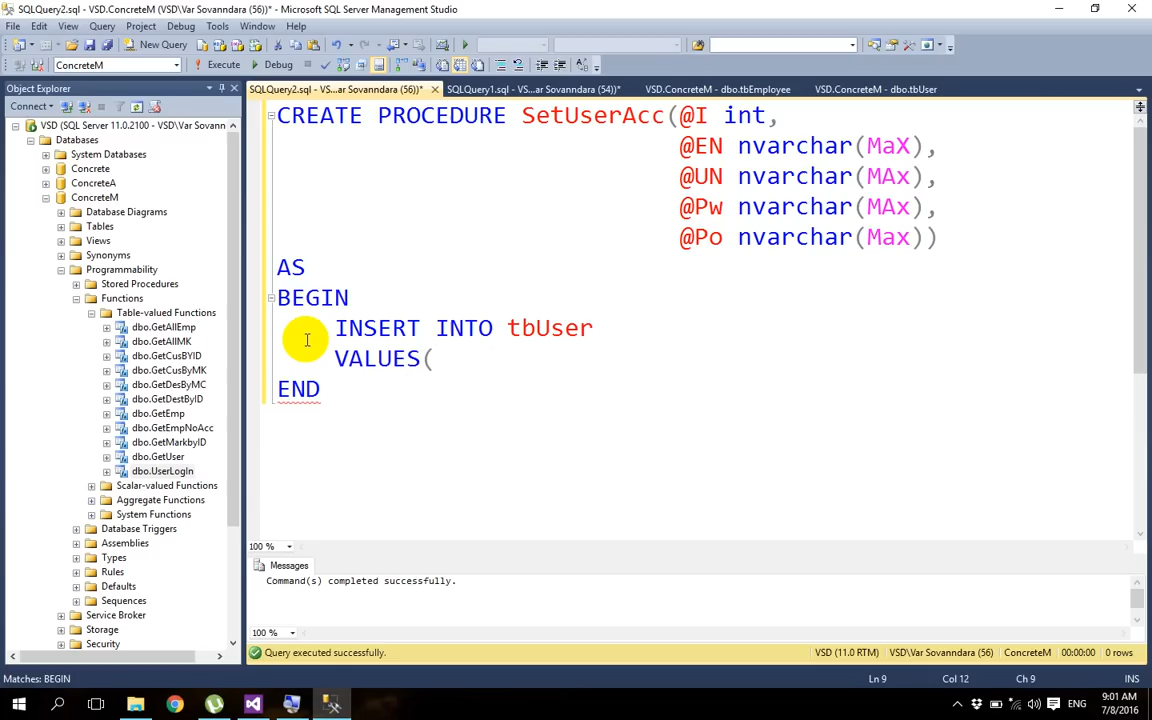 SQLQuery2.sql - VSD.ConcreteM (VSD\Var Sovanndara (56))* - Microsoft SQL Server Management Studio
File Edit View Query Project Debug Tools Window Help
New Query
ConcreteM Execute Debug
Object Explorer
SQLQuery2.sql - VS...ar Sovanndara (56))* SQLQuery1.sql - VS...ar Sovanndara (54))* VSD.ConcreteM - dbo.tbEmployee VSD.ConcreteM - dbo.tbUser
Connect
VSD (SQL Server 11.0.2100 - VSD\Var Sovann
Databases
System Databases
Concrete
ConcreteA
ConcreteM
Database Diagrams
Tables
Views
Synonyms
Programmability
Stored Procedures
Functions
Table-valued Functions
dbo.GetAllEmp
dbo.GetAllMK
dbo.GetCusBYID
dbo.GetCusByMK
dbo.GetDesByMC
dbo.GetDestByID
dbo.GetEmp
dbo.GetEmpNoAcc
dbo.GetMarkbyID
dbo.GetUser
dbo.UserLogIn
Scalar-valued Functions
Aggregate Functions
System Functions
Database Triggers
Assemblies
Types
Rules
Defaults
Sequences
Service Broker
Storage
Security
CREATE PROCEDURE SetUserAcc(@I int,
@EN nvarchar(MaX),
@UN nvarchar(MAx),
@Pw nvarchar(MAx),
@Po nvarchar(Max))
AS
BEGIN
INSERT INTO tbUser
VALUES(
END
100 %
Messages
Command(s) completed successfully.
100 %
Query executed successfully. VSD (11.0 RTM) VSD\Var Sovanndara (56) ConcreteM 00:00:00 0 rows
Matches: BEGIN Ln 9 Col 12 Ch 9 INS
ENG 9:01 AM
7/8/2016